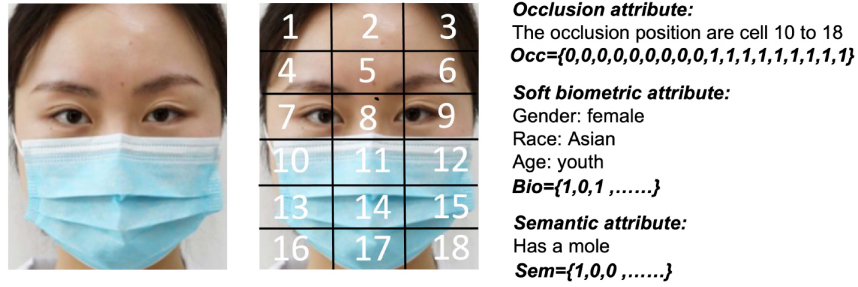 1 2 3
4 5 6
7 8 9
10 11 12
13 14 15
16 17 18
Occlusion attribute:
The occlusion position are cell 10 to 18
Occ={0,0,0,0,0,0,0,0,0,1,1,1,1,1,1,1,1,1}
Soft biometric attribute:
Gender: female
Race: Asian
Age: youth
Bio={1,0,1 ,......}
Semantic attribute:
Has a mole
Sem={1,0,0 ,......}